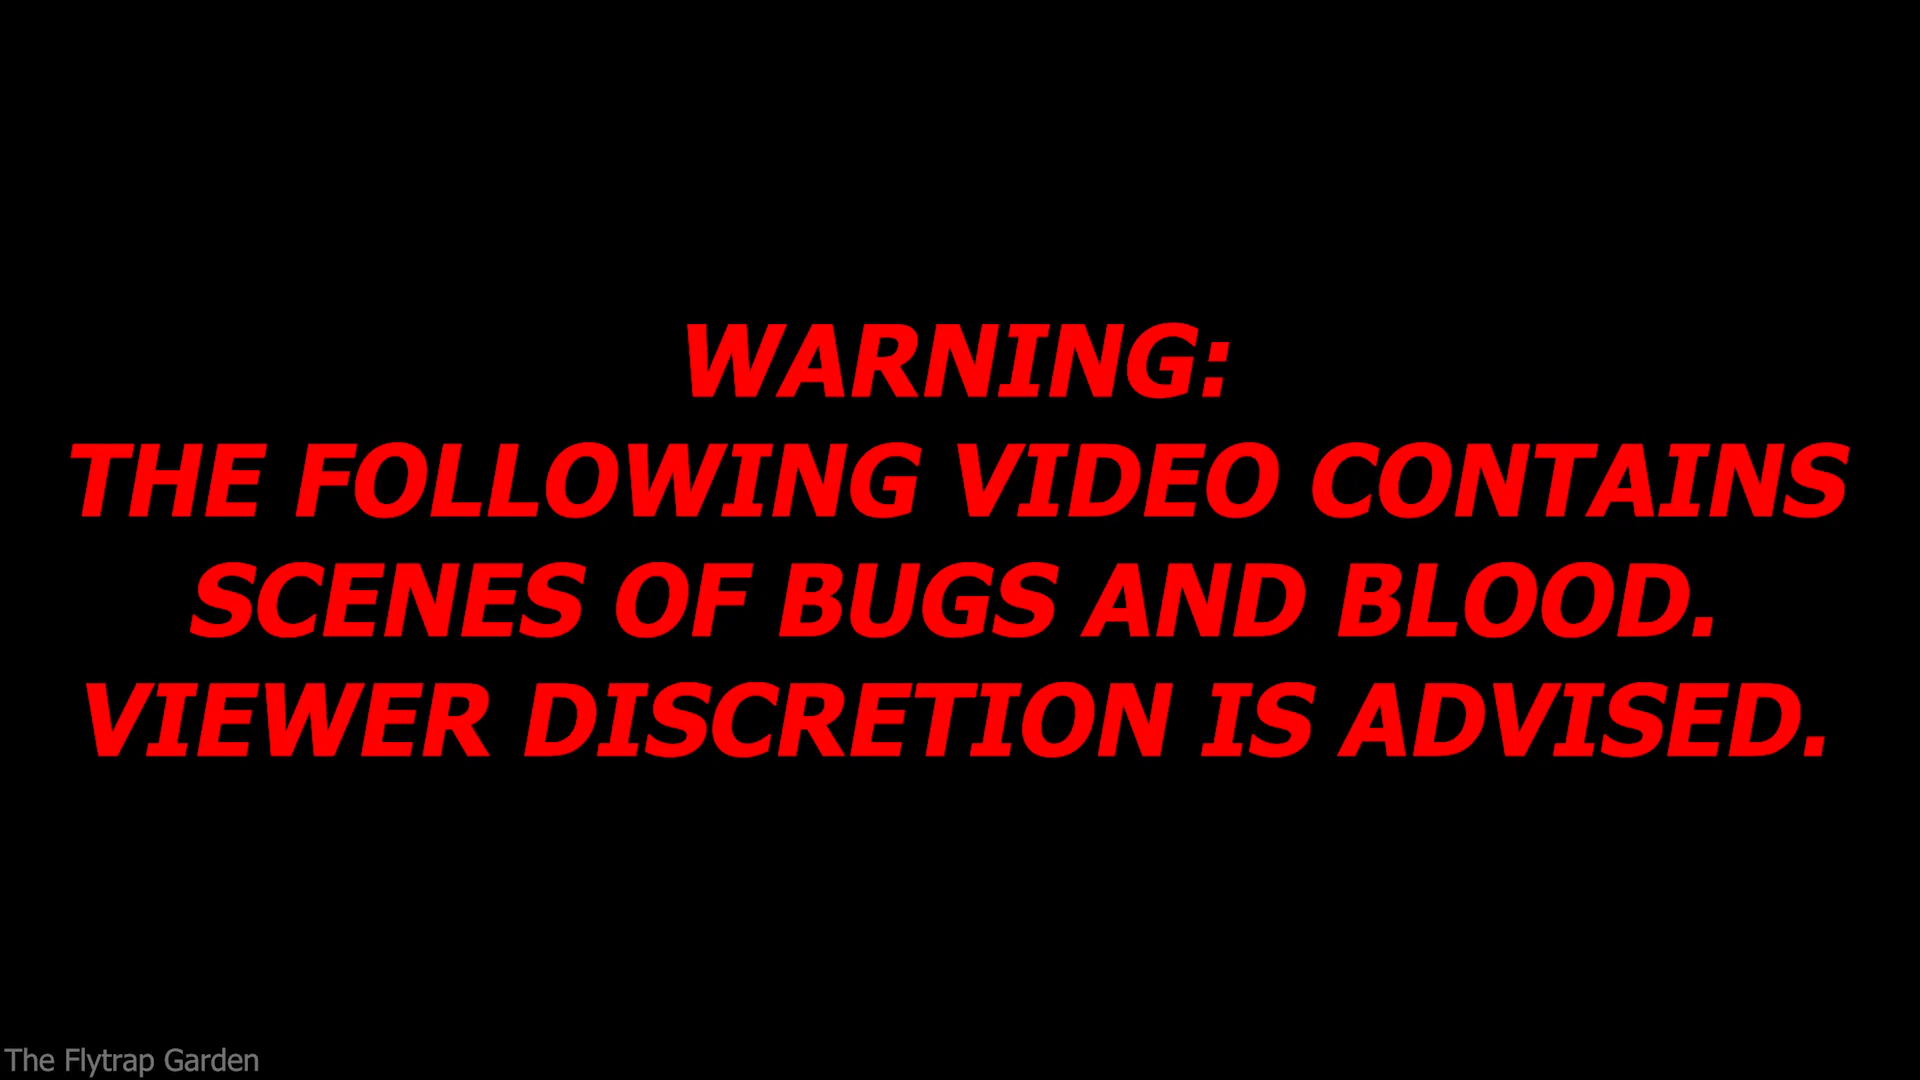 WARNING:
THE FOLLOWING VIDEO CONTAINS
SCENES OF BUGS AND BLOOD.
VIEWER DISCRETION IS ADVISED.
The Flytrap Garden